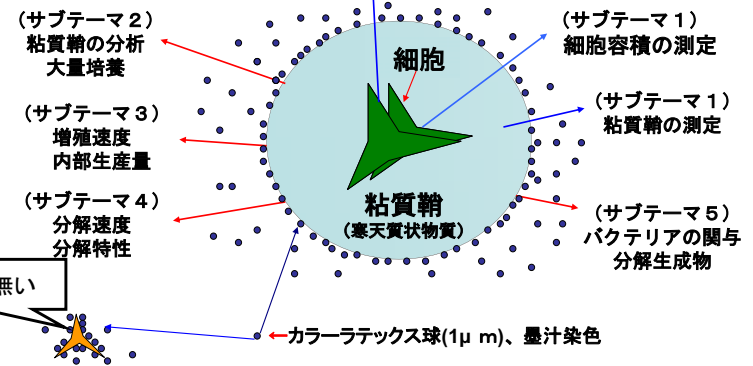 （サブテーマ２）
粘質鞘の分析
大量培養
（サブテーマ３）
増殖速度
内部生産量
（サブテーマ４）
分解速度
分解特性
無い
細胞
粘質鞘
（寒天質状物質）
（サブテーマ１）
細胞容積の測定
（サブテーマ１）
粘質鞘の測定
（サブテーマ５）
バクテリアの関与
分解生成物
カラーラテックス球(1μ m)、墨汁染色